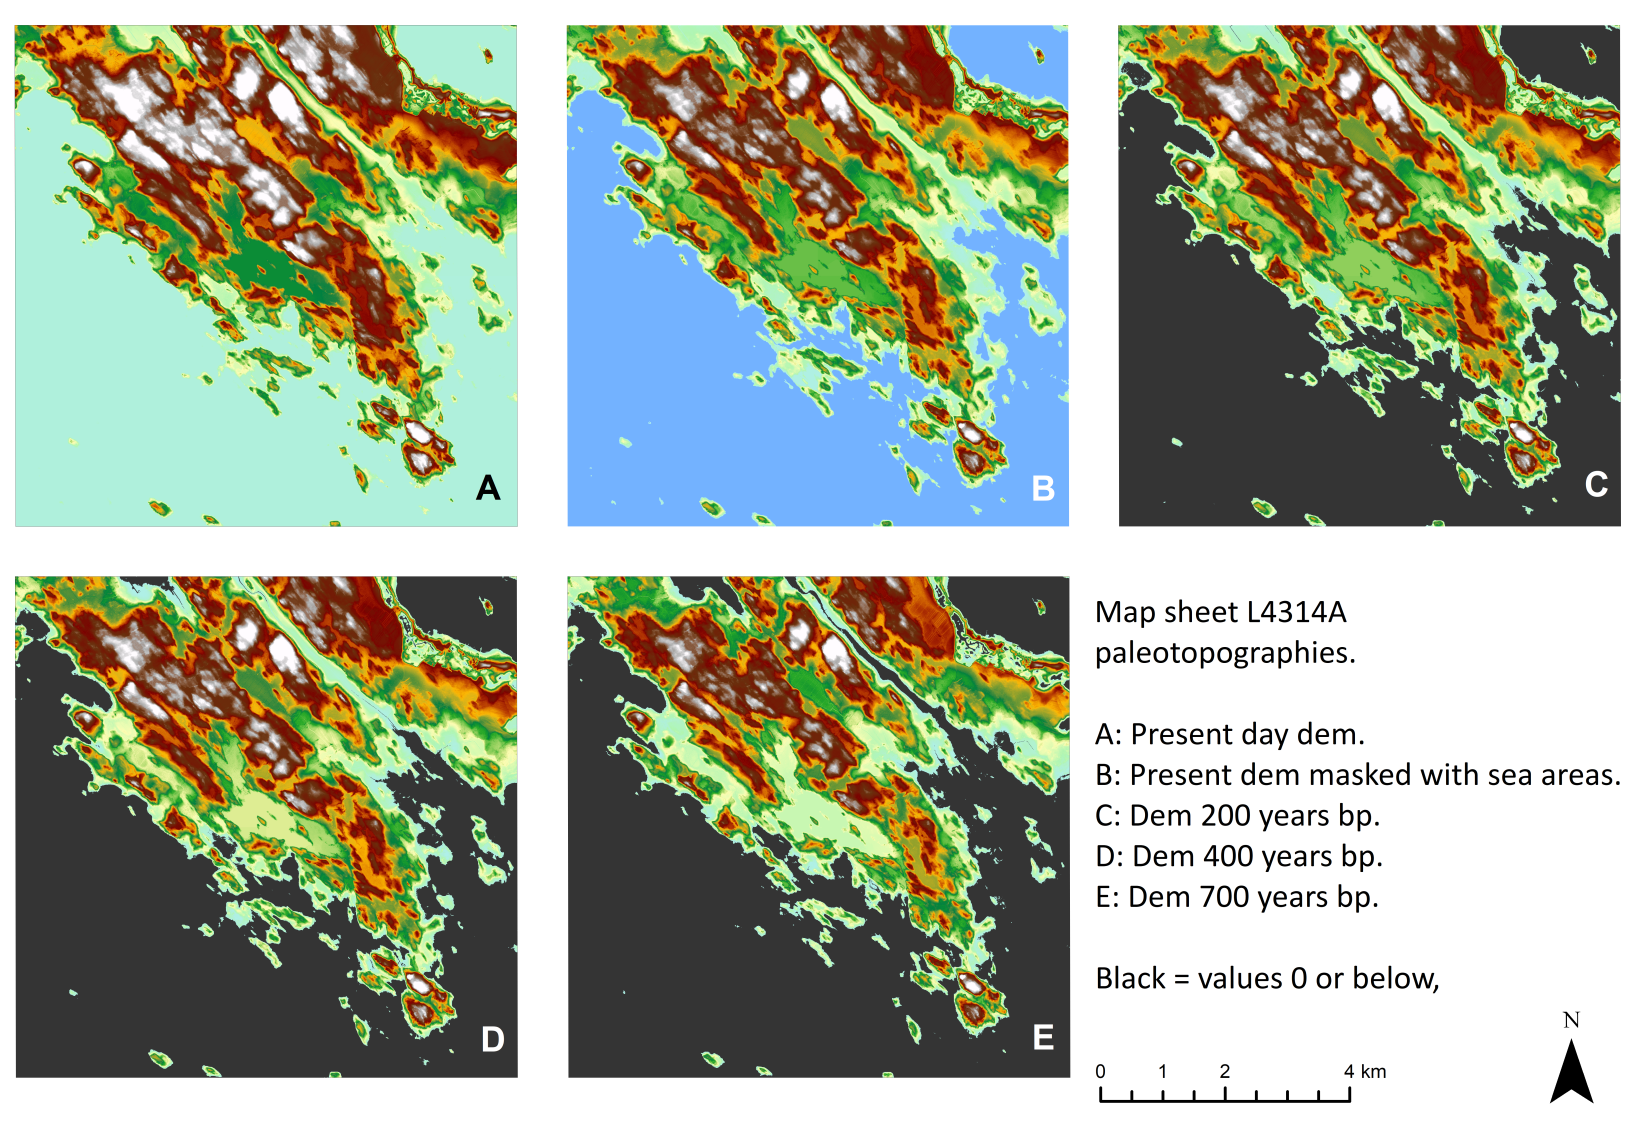 A
B
C
D
E
Map sheet L4314A
paleotopographies.
A: Present day dem.
B: Present dem masked with sea areas.
C: Dem 200 years bp.
D: Dem 400 years bp.
E: Dem 700 years bp.
Black = values 0 or below,
N
0 1 2 4 km